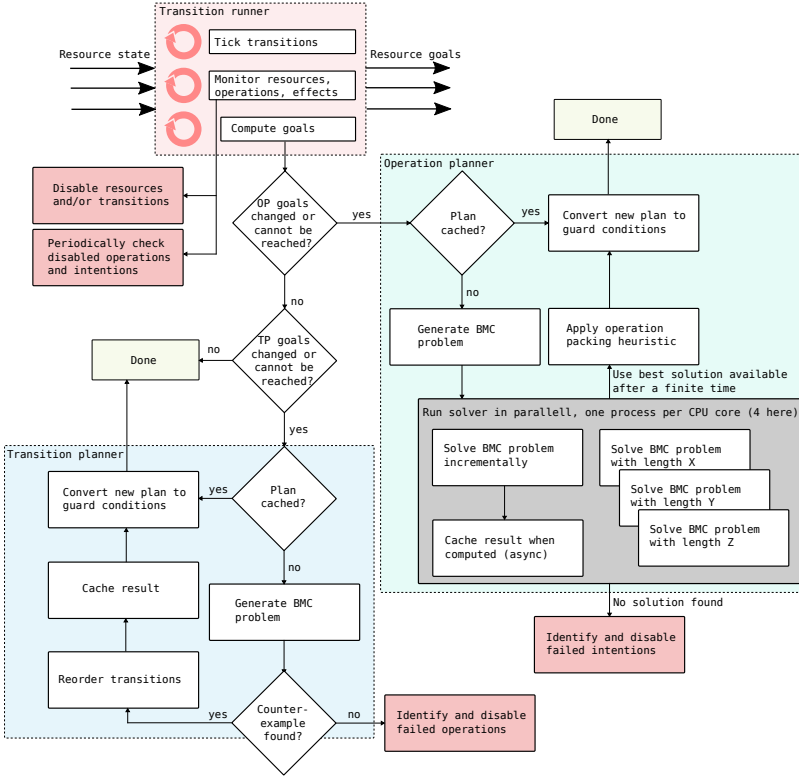 Transition runner
Tick transitions
Resource state
Resource goals
Monitor resources,
operations, effects
Compute goals
Done
Operation planner
Disable resources
and/or transitions
OP goals
changed or
cannot be
reached?
yes
Plan
cached?
yes
Convert new plan to
guard conditions
Periodically check
disabled operations
and intentions
no
no
Generate BMC
problem
Apply operation
packing heuristic
Done
no
TP goals
changed or
cannot be
reached?
Use best solution available
after a finite time
yes
Run solver in parallell, one process per CPU core (4 here)
Solve BMC problem
incrementally
Solve BMC problem
with length X
Solve BMC problem
with length Y
Solve BMC problem
with length Z
Cache result when
computed (async)
Transition planner
Convert new plan to
guard conditions
yes
Plan
cached?
no
Cache result
Generate BMC
problem
No solution found
Identify and disable
failed intentions
Reorder transitions
yes
Counter-
example
found?
no
Identify and disable
failed operations